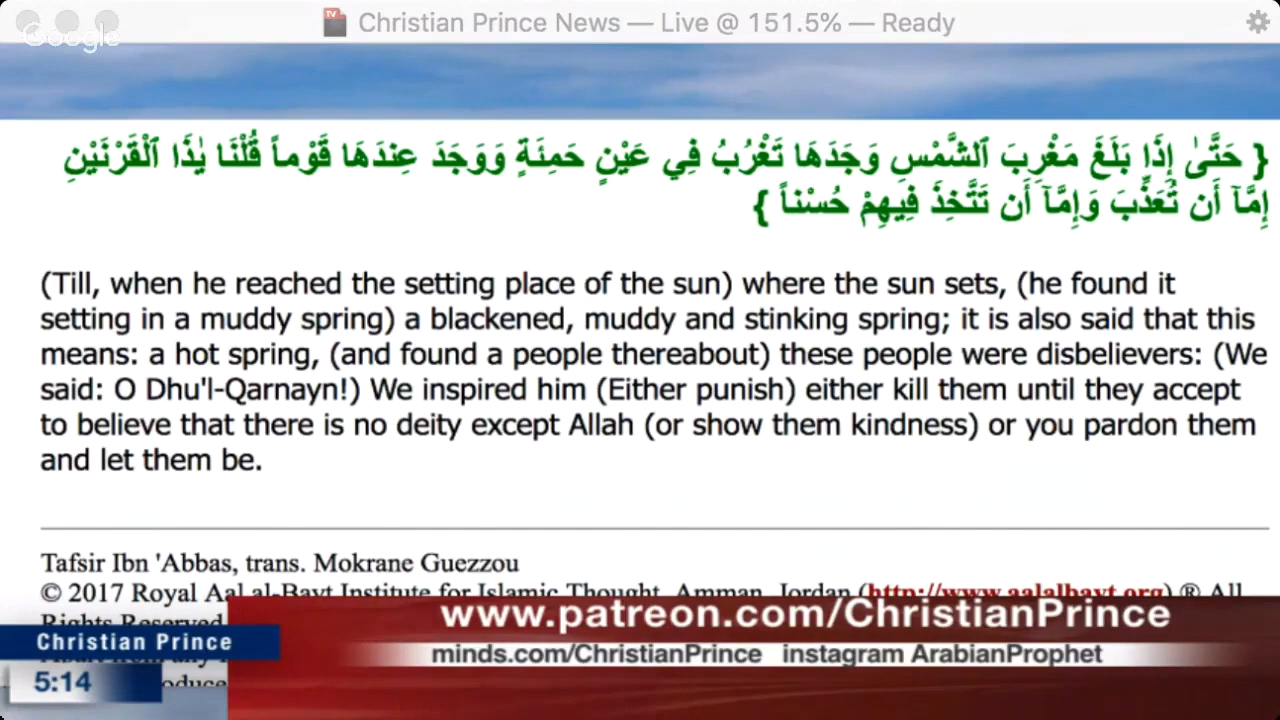 Christian Prince News — Live @ 151.5% — Ready
Google
{ حَتَّىٰ إِذَا بَلَغَ مَغْرِبَ ٱلشَّمْسِ وَجَدَهَا تَغْرُبُ فِي عَيْنٍ حَمِئَةٍ وَوَجَدَ عِندَهَا قَوْماً قُلْنَا يٰذَا ٱلْقَرْنَيْنِ
إِمَّآ أَن تُعَذِّبَ وَإِمَّآ أَن تَتَّخِذَ فِيهِمْ حُسْناً }
(Till, when he reached the setting place of the sun) where the sun sets, (he found it
setting in a muddy spring) a blackened, muddy and stinking spring; it is also said that this
means: a hot spring, (and found a people thereabout) these people were disbelievers: (We
said: O Dhu'l-Qarnayn!) We inspired him (Either punish) either kill them until they accept
to believe that there is no deity except Allah (or show them kindness) or you pardon them
and let them be.
Tafsir Ibn 'Abbas, trans. Mokrane Guezzou
© 2017 Royal Aal al-Bayt Institute for Islamic Thought, Amman, Jordan (http://www.aalalbayt.org) ® All
Rights Reserved
www.patreon.com/ChristianPrince
Christian Prince
minds.com/ChristianPrince instagram ArabianProphet
5:14